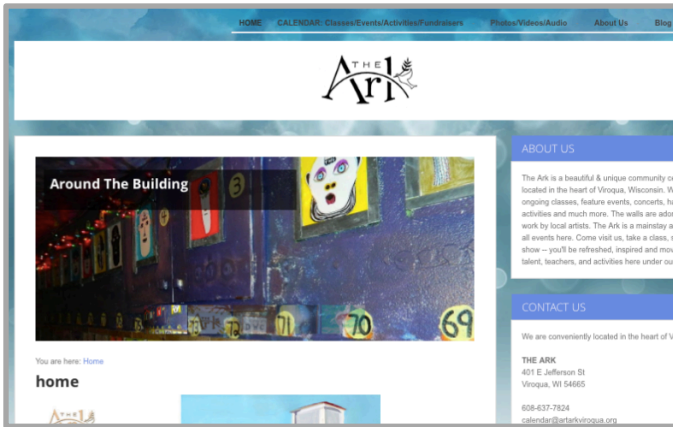 HOME CALENDAR: Classes/Events/Activities/Fundraisers Photos/Videos/Audio About Us Blog
THE
Ark
Around The Building
3
4
73
72
71
70
69
You are here: Home
home
THE
ABOUT US
The Ark is a beautiful & unique community
located in the heart of Viroqua, Wisconsin.
ongoing classes, feature events, concerts,
activities and much more. The walls are
work by local artists. The Ark is a mainstay
all events here. Come visit us, take a class,
show -- you'll be refreshed, inspired and
talent, teachers, and activities here under
CONTACT US
We are conveniently located in the heart of
THE ARK
401 E Jefferson St
Viroqua, WI 54665
608-637-7824
calendar@artarkviroqua.org